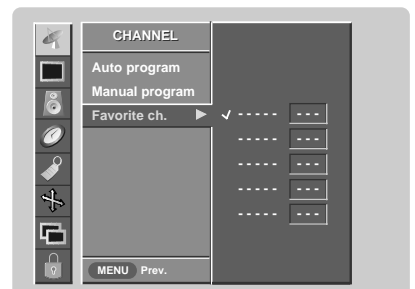 CHANNEL
Auto program
Manual program
Favorite ch.
----- ---
----- ---
----- ---
----- ---
----- ---
MENU Prev.